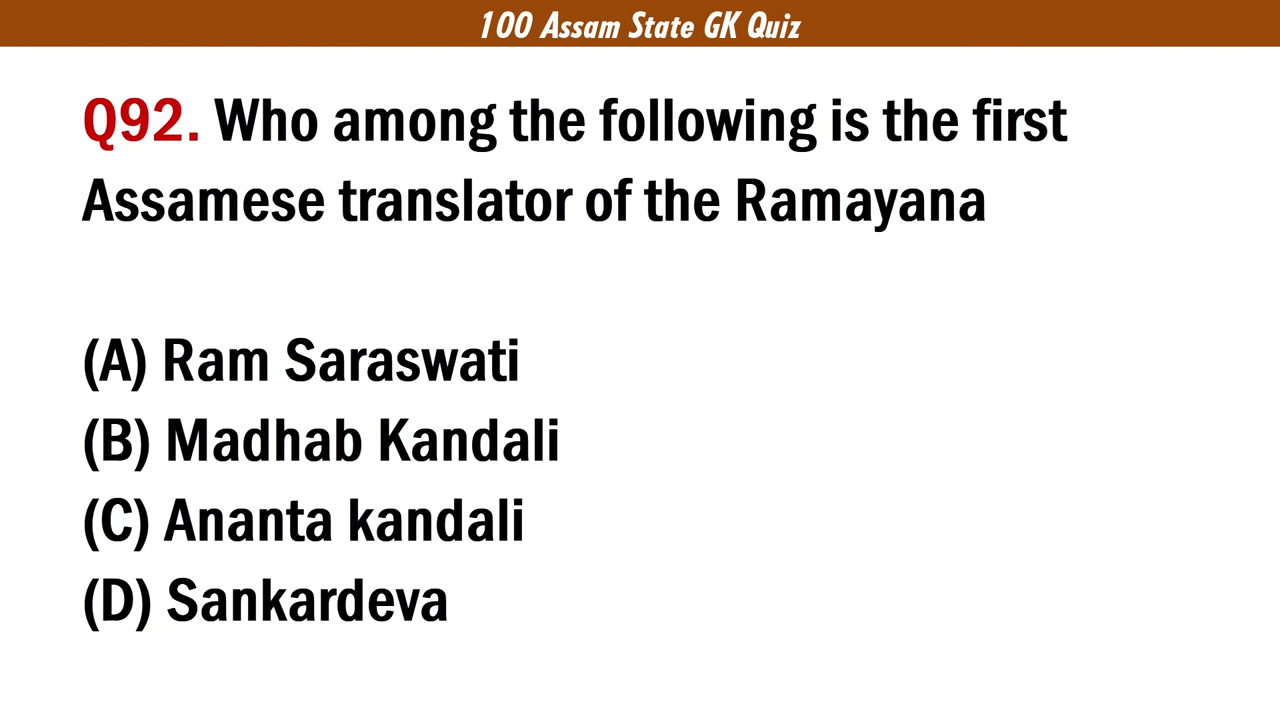 100 Assam State GK Quiz
Q92. Who among the following is the first
Assamese translator of the Ramayana
(A) Ram Saraswati
(B) Madhab Kandali
(C) Ananta kandali
(D) Sankardeva